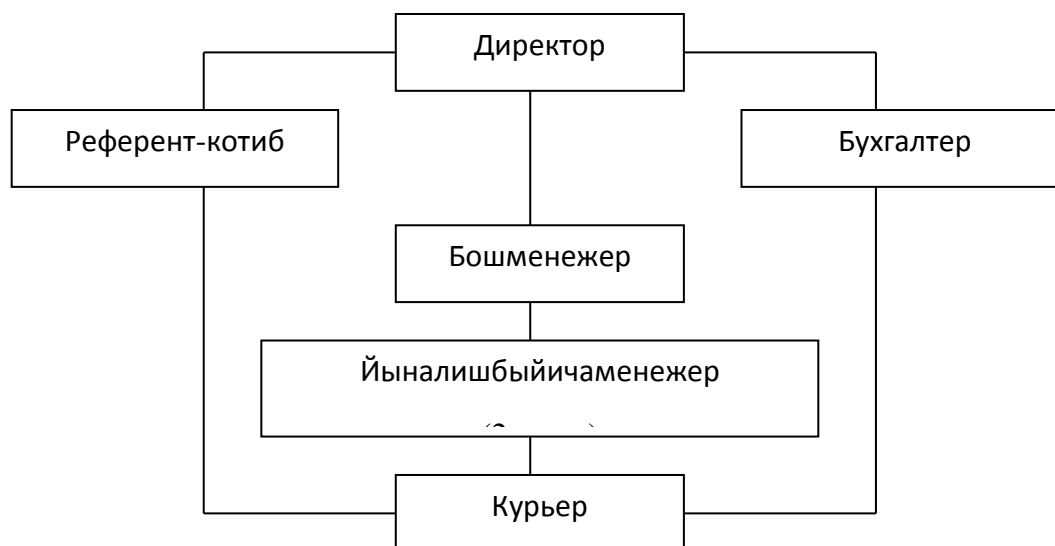 Директор
Референт-котиб
Бухгалтер
Бошменежер
Йыналишбыйичаменежер
Курьер